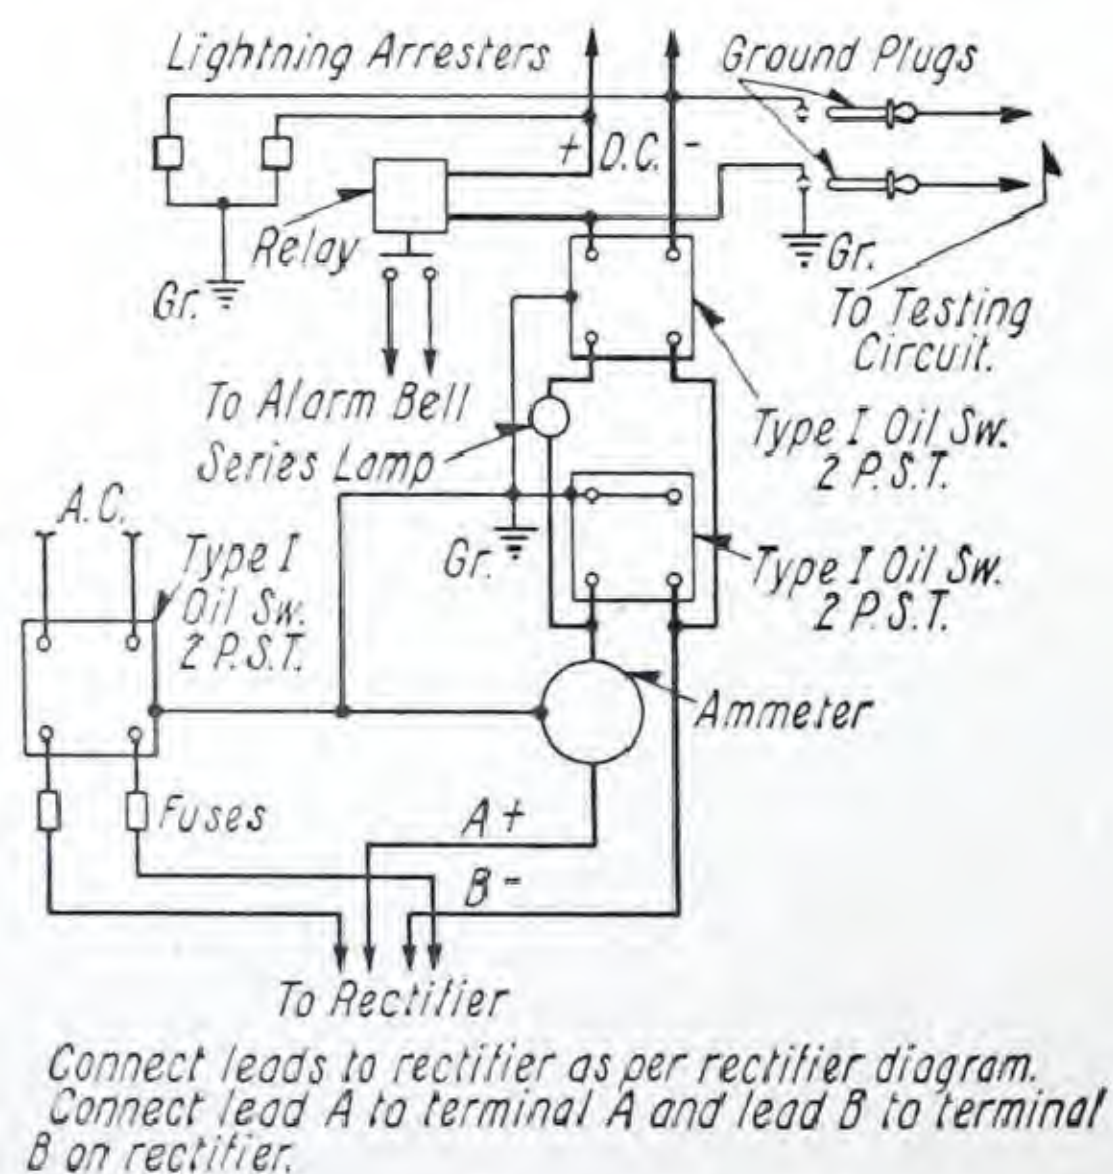 Lightning Arresters
Ground Plugs
+ D.C. -
Relay
Gr.
Gr.
To Testing
Circuit.
To Alarm Bell
Series Lamp
Type I Oil Sw.
2 P.S.T.
A.C.
Type I
Oil Sw.
2 P.S.T.
Gr.
Type I Oil Sw.
2 P.S.T.
Ammeter
Fuses
A +
B -
To Rectifier
Connect leads to rectifier as per rectifier diagram.
Connect lead A to terminal A and lead B to terminal
B on rectifier.